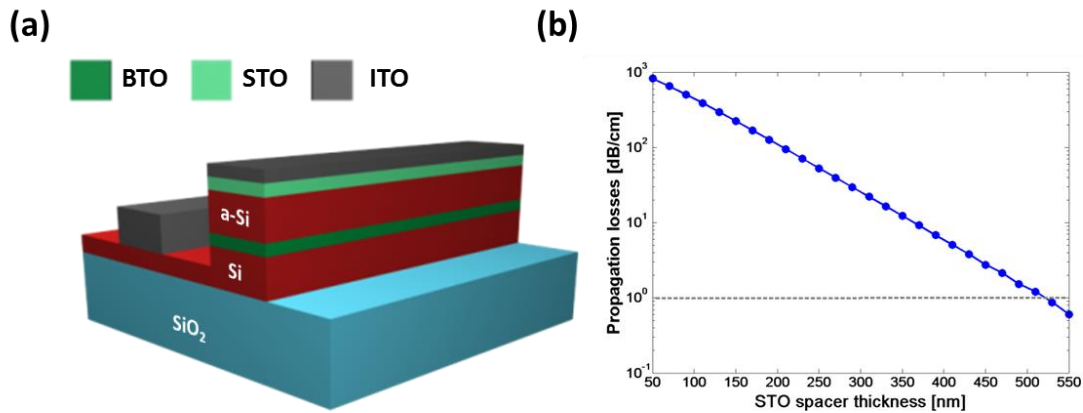 (a)
BTO STO ITO
a-Si
Si
SiO₂
(b)
Propagation losses [dB/cm]
10³
10²
10¹
10⁰
10⁻¹
50 100 150 200 250 300 350 400 450 500 550
STO spacer thickness [nm]